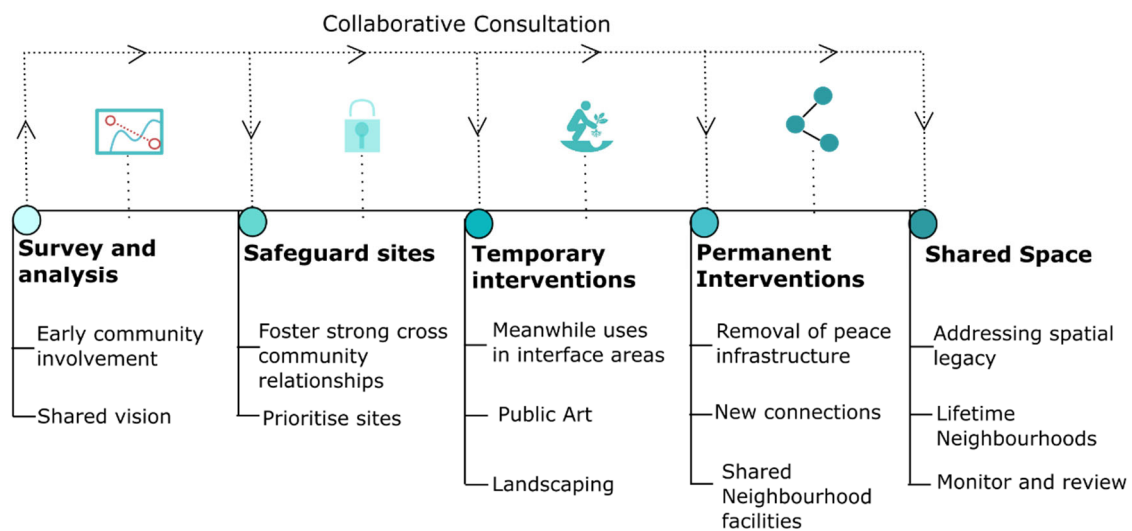 Collaborative Consultation
Survey and
analysis
Early community
involvement
Shared vision
Safeguard sites
Foster strong cross
community
relationships
Prioritise sites
Temporary
interventions
Meanwhile uses
in interface areas
Public Art
Landscaping
Permanent
Interventions
Removal of peace
infrastructure
New connections
Shared
Neighbourhood
facilities
Shared Space
Addressing spatial
legacy
Lifetime
Neighbourhoods
Monitor and review